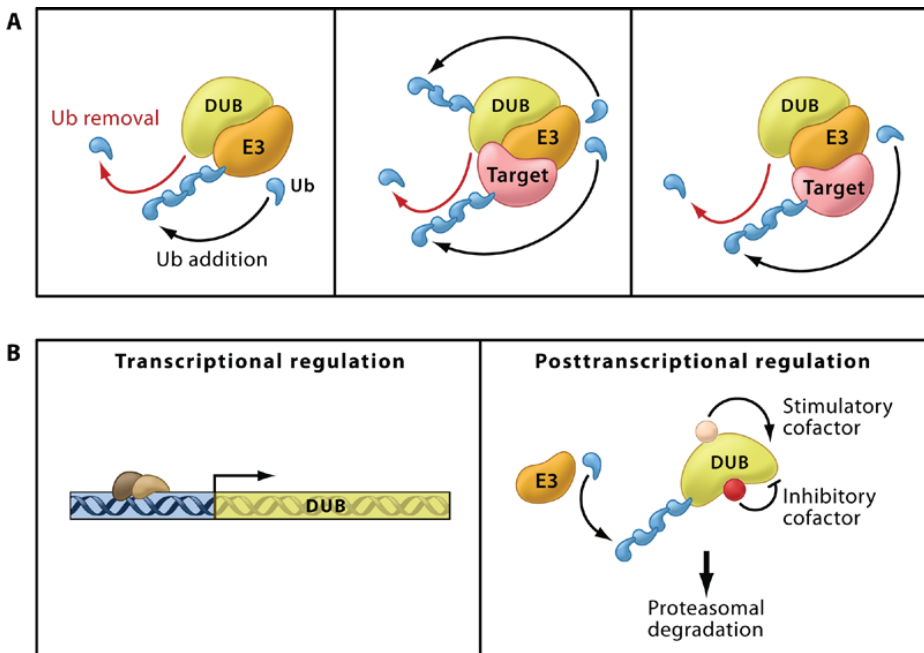 A
DUB
E3
Ub removal
Ub
Ub addition
DUB
E3
Target
DUB
E3
Target
B
Transcriptional regulation
DUB
Posttranscriptional regulation
Stimulatory
cofactor
DUB
E3
Inhibitory
cofactor
Proteasomal
degradation